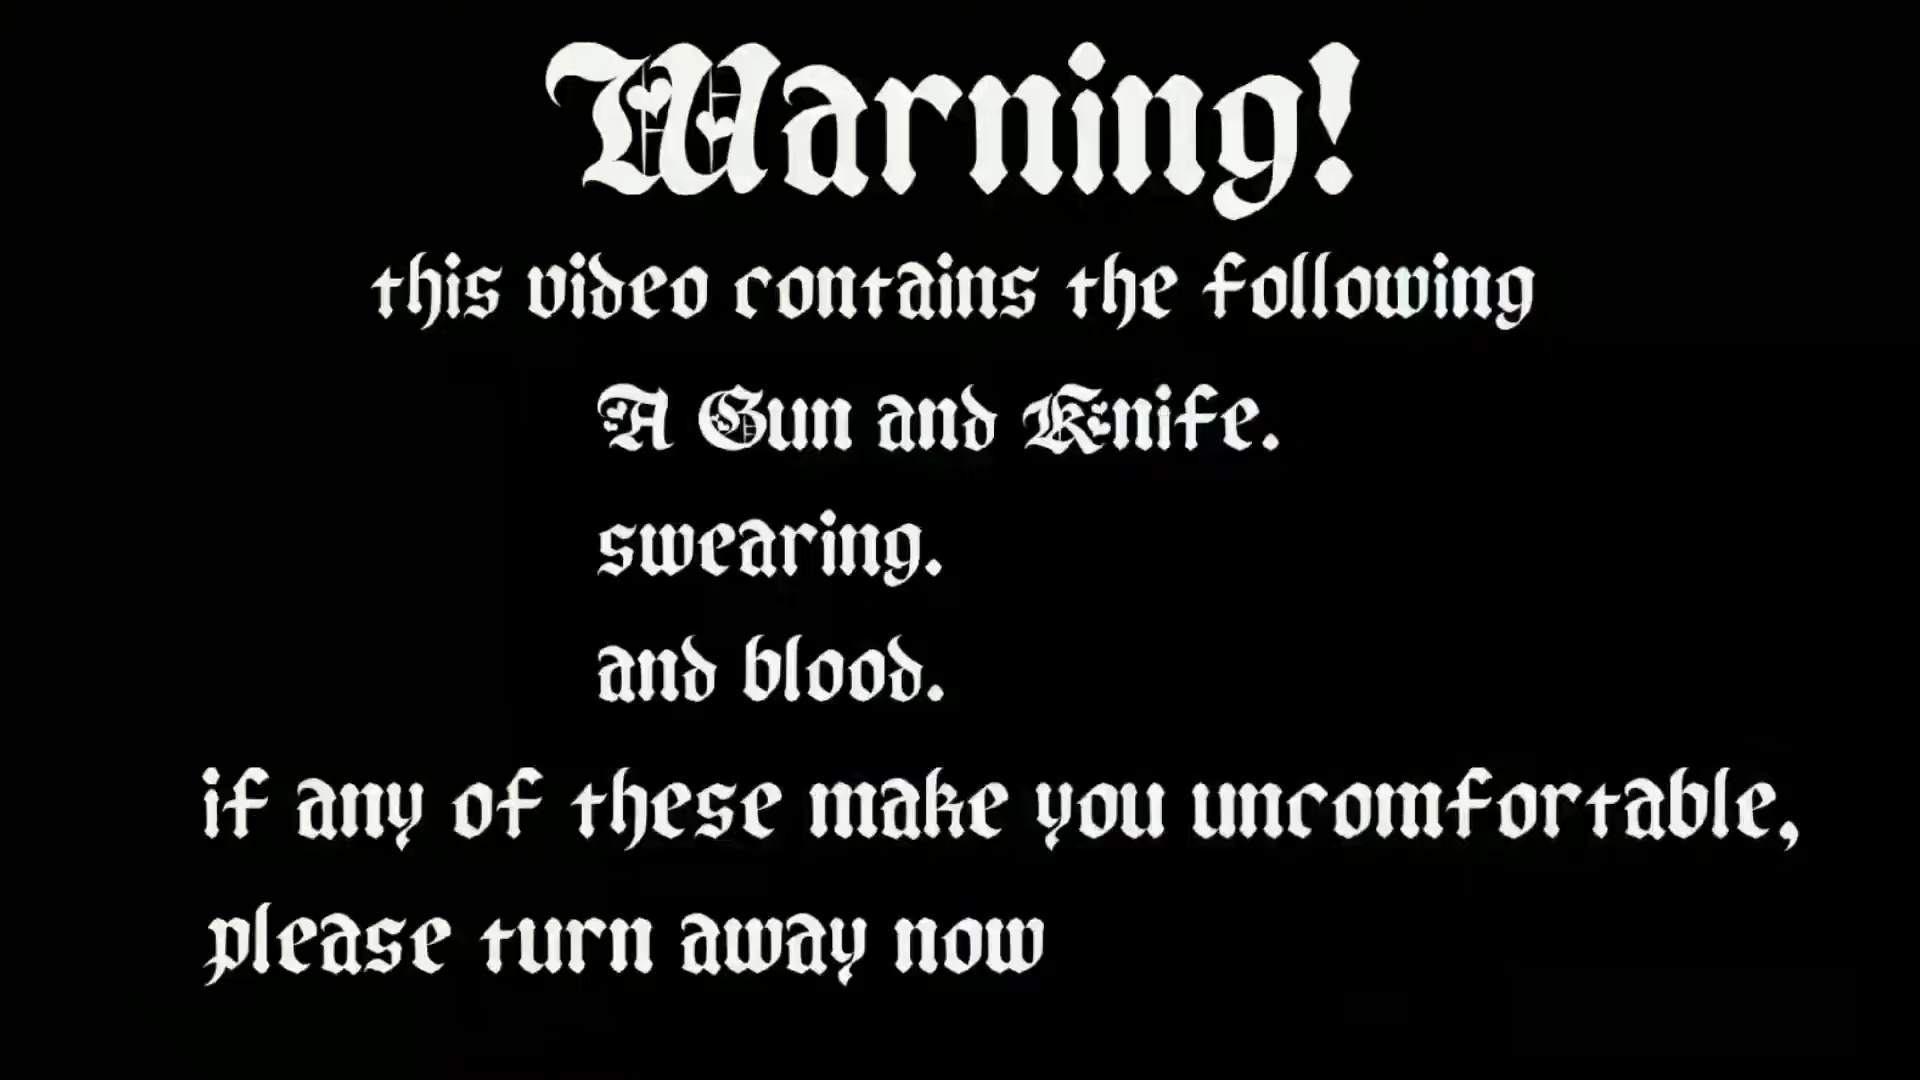 Warning!
this video contains the following
A Gun and Knife.
swearing.
and blood.
if any of these make you uncomfortable,
please turn away now